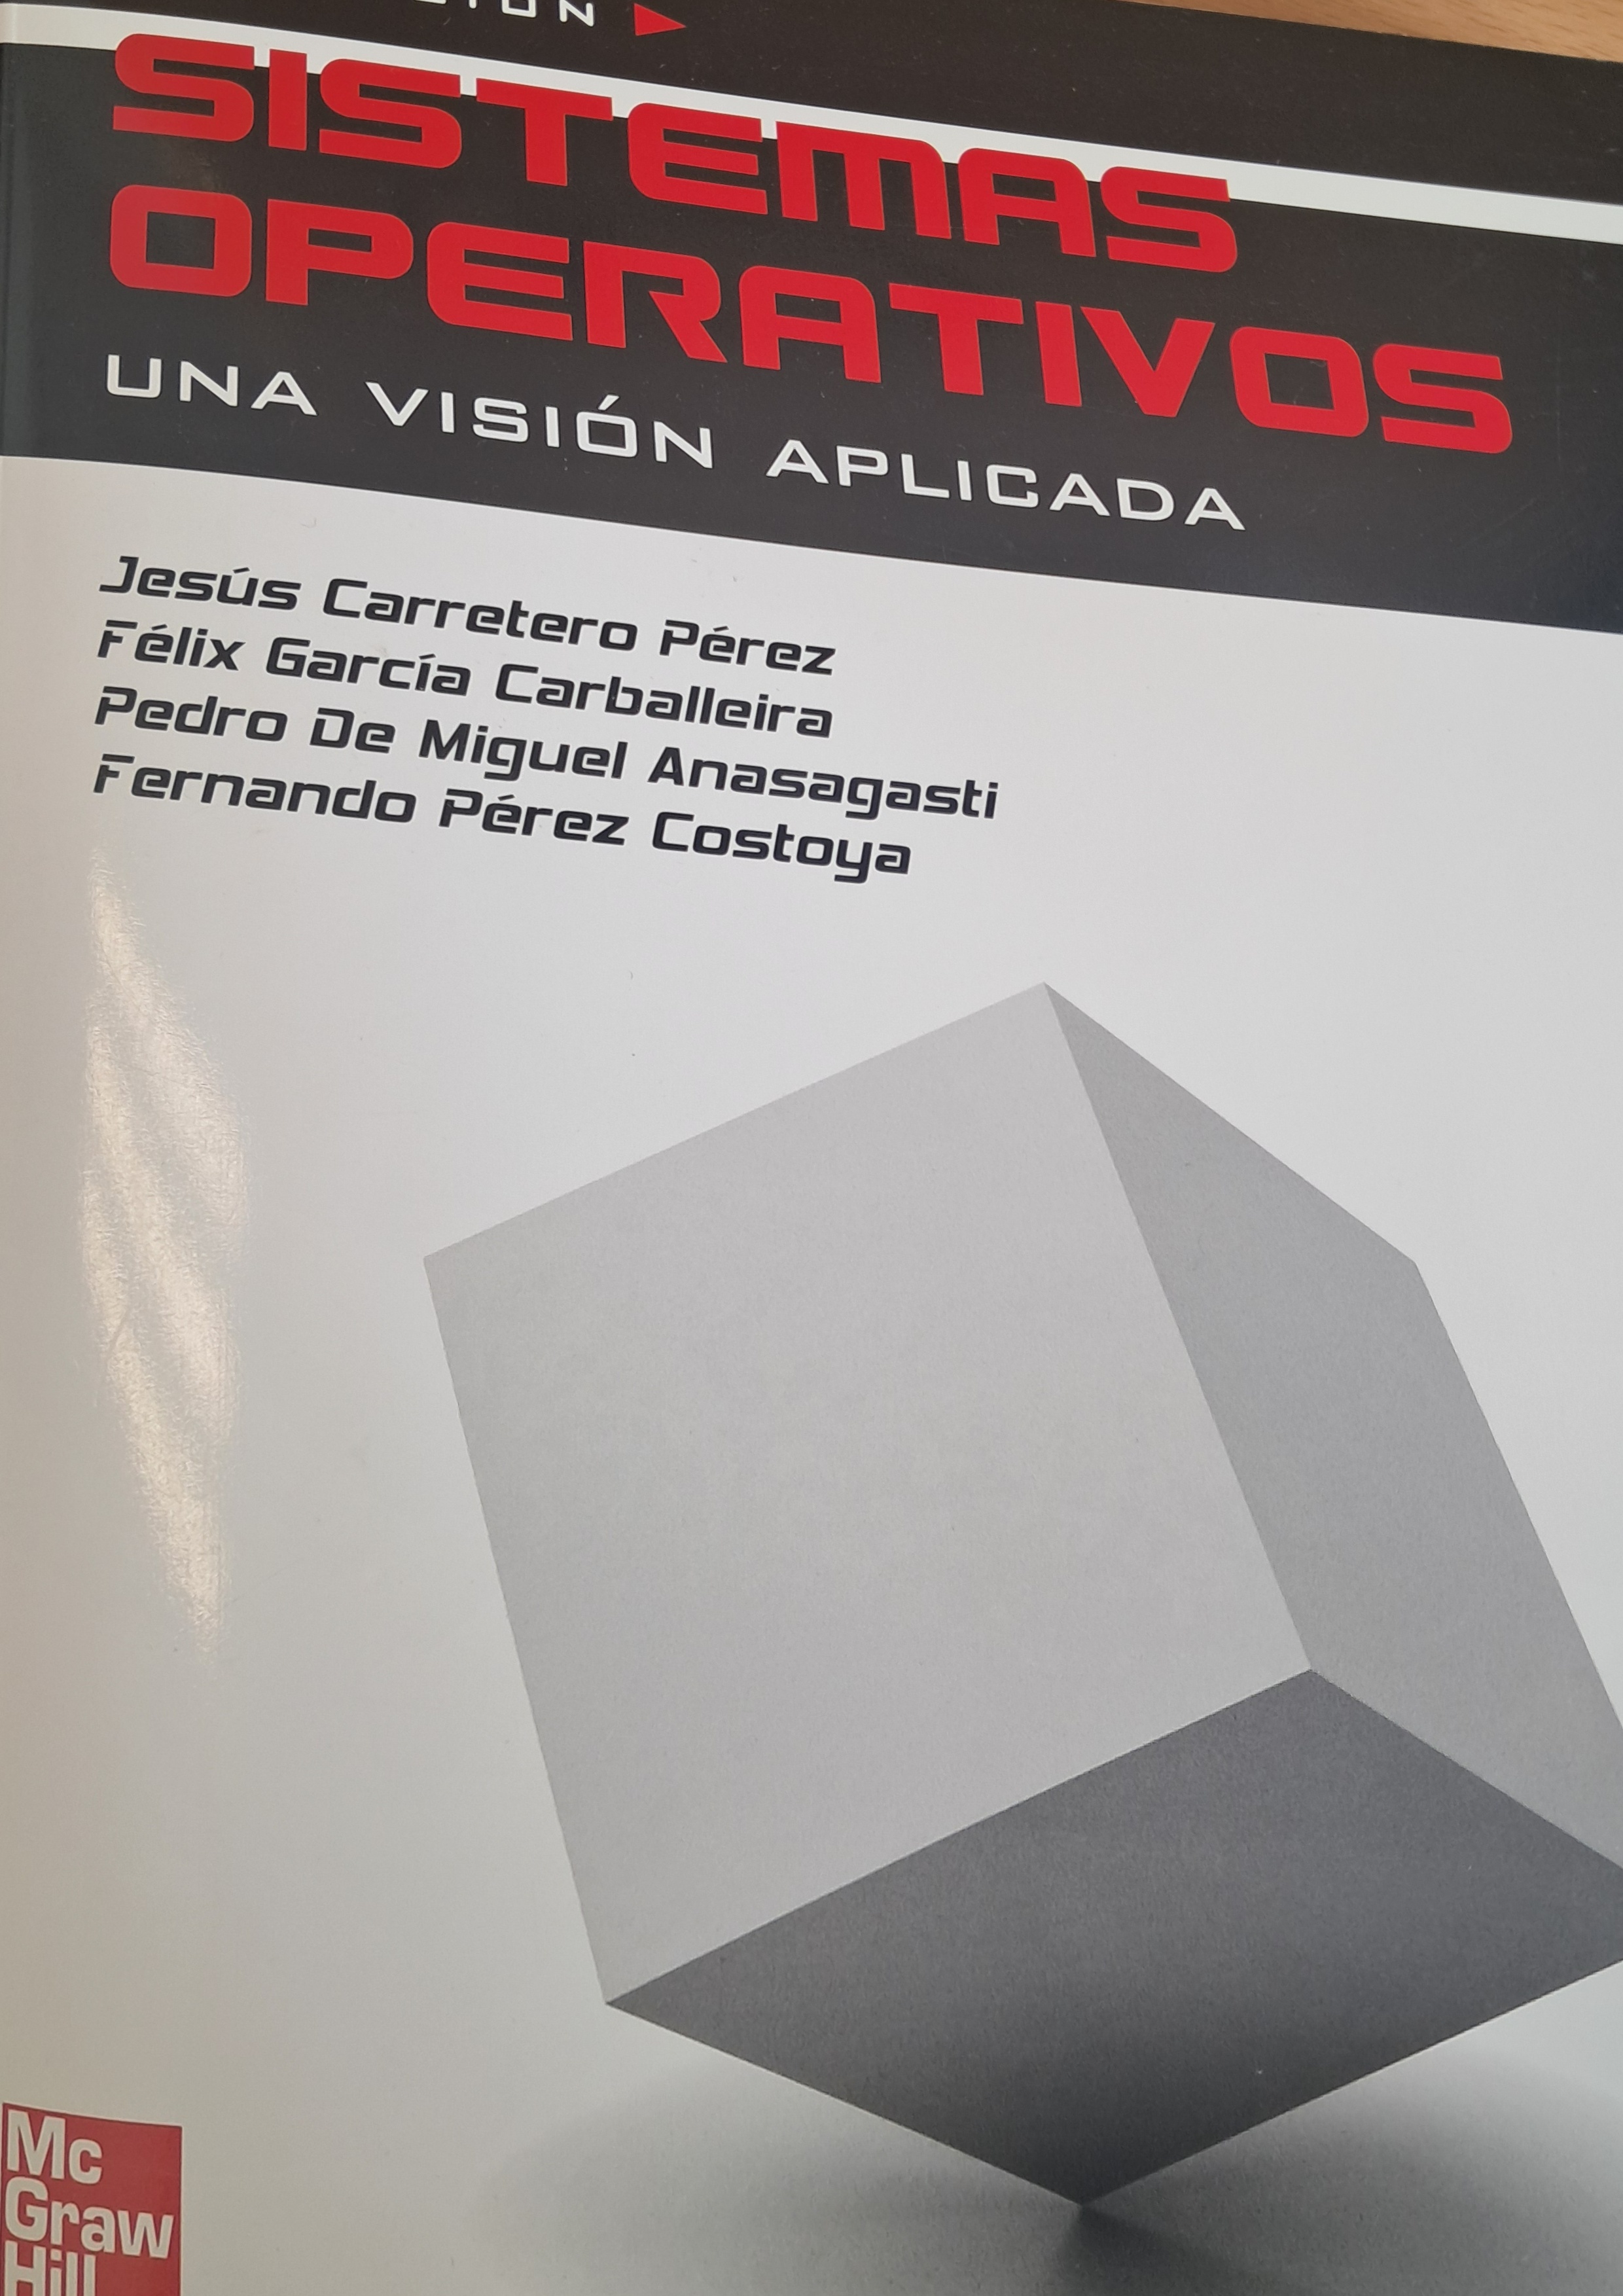 SISTEMAS
OPERATIVOS
UNA VISIÓN APLICADA
Jesús Carretero Pérez
Félix García Carballeira
Pedro De Miguel Anasagasti
Fernando Pérez Costoya
Mc
Graw
Hill